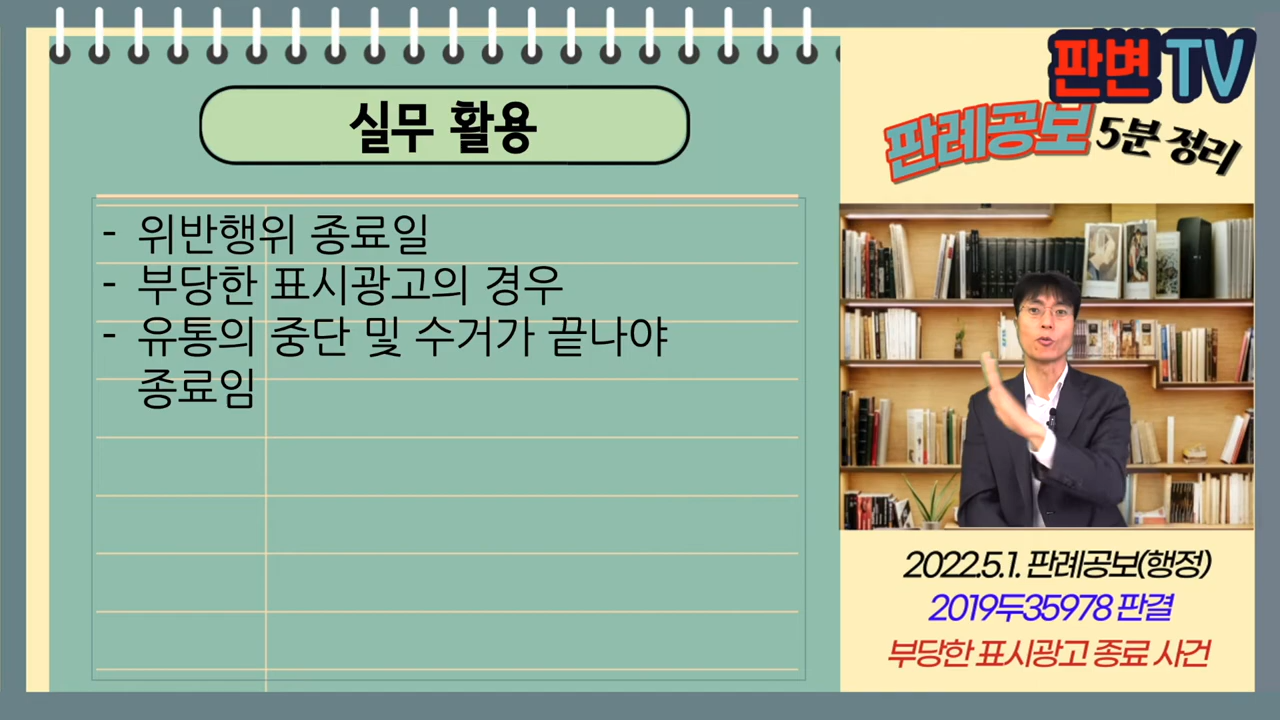 실무 활용
- 위반행위 종료일
- 부당한 표시광고의 경우
- 유통의 중단 및 수거가 끝나야
종료임
판변 TV
판례공보 5분 정리
2022.5.1. 판례공보(행정)
2019두35978 판결
부당한 표시광고 종료 사건